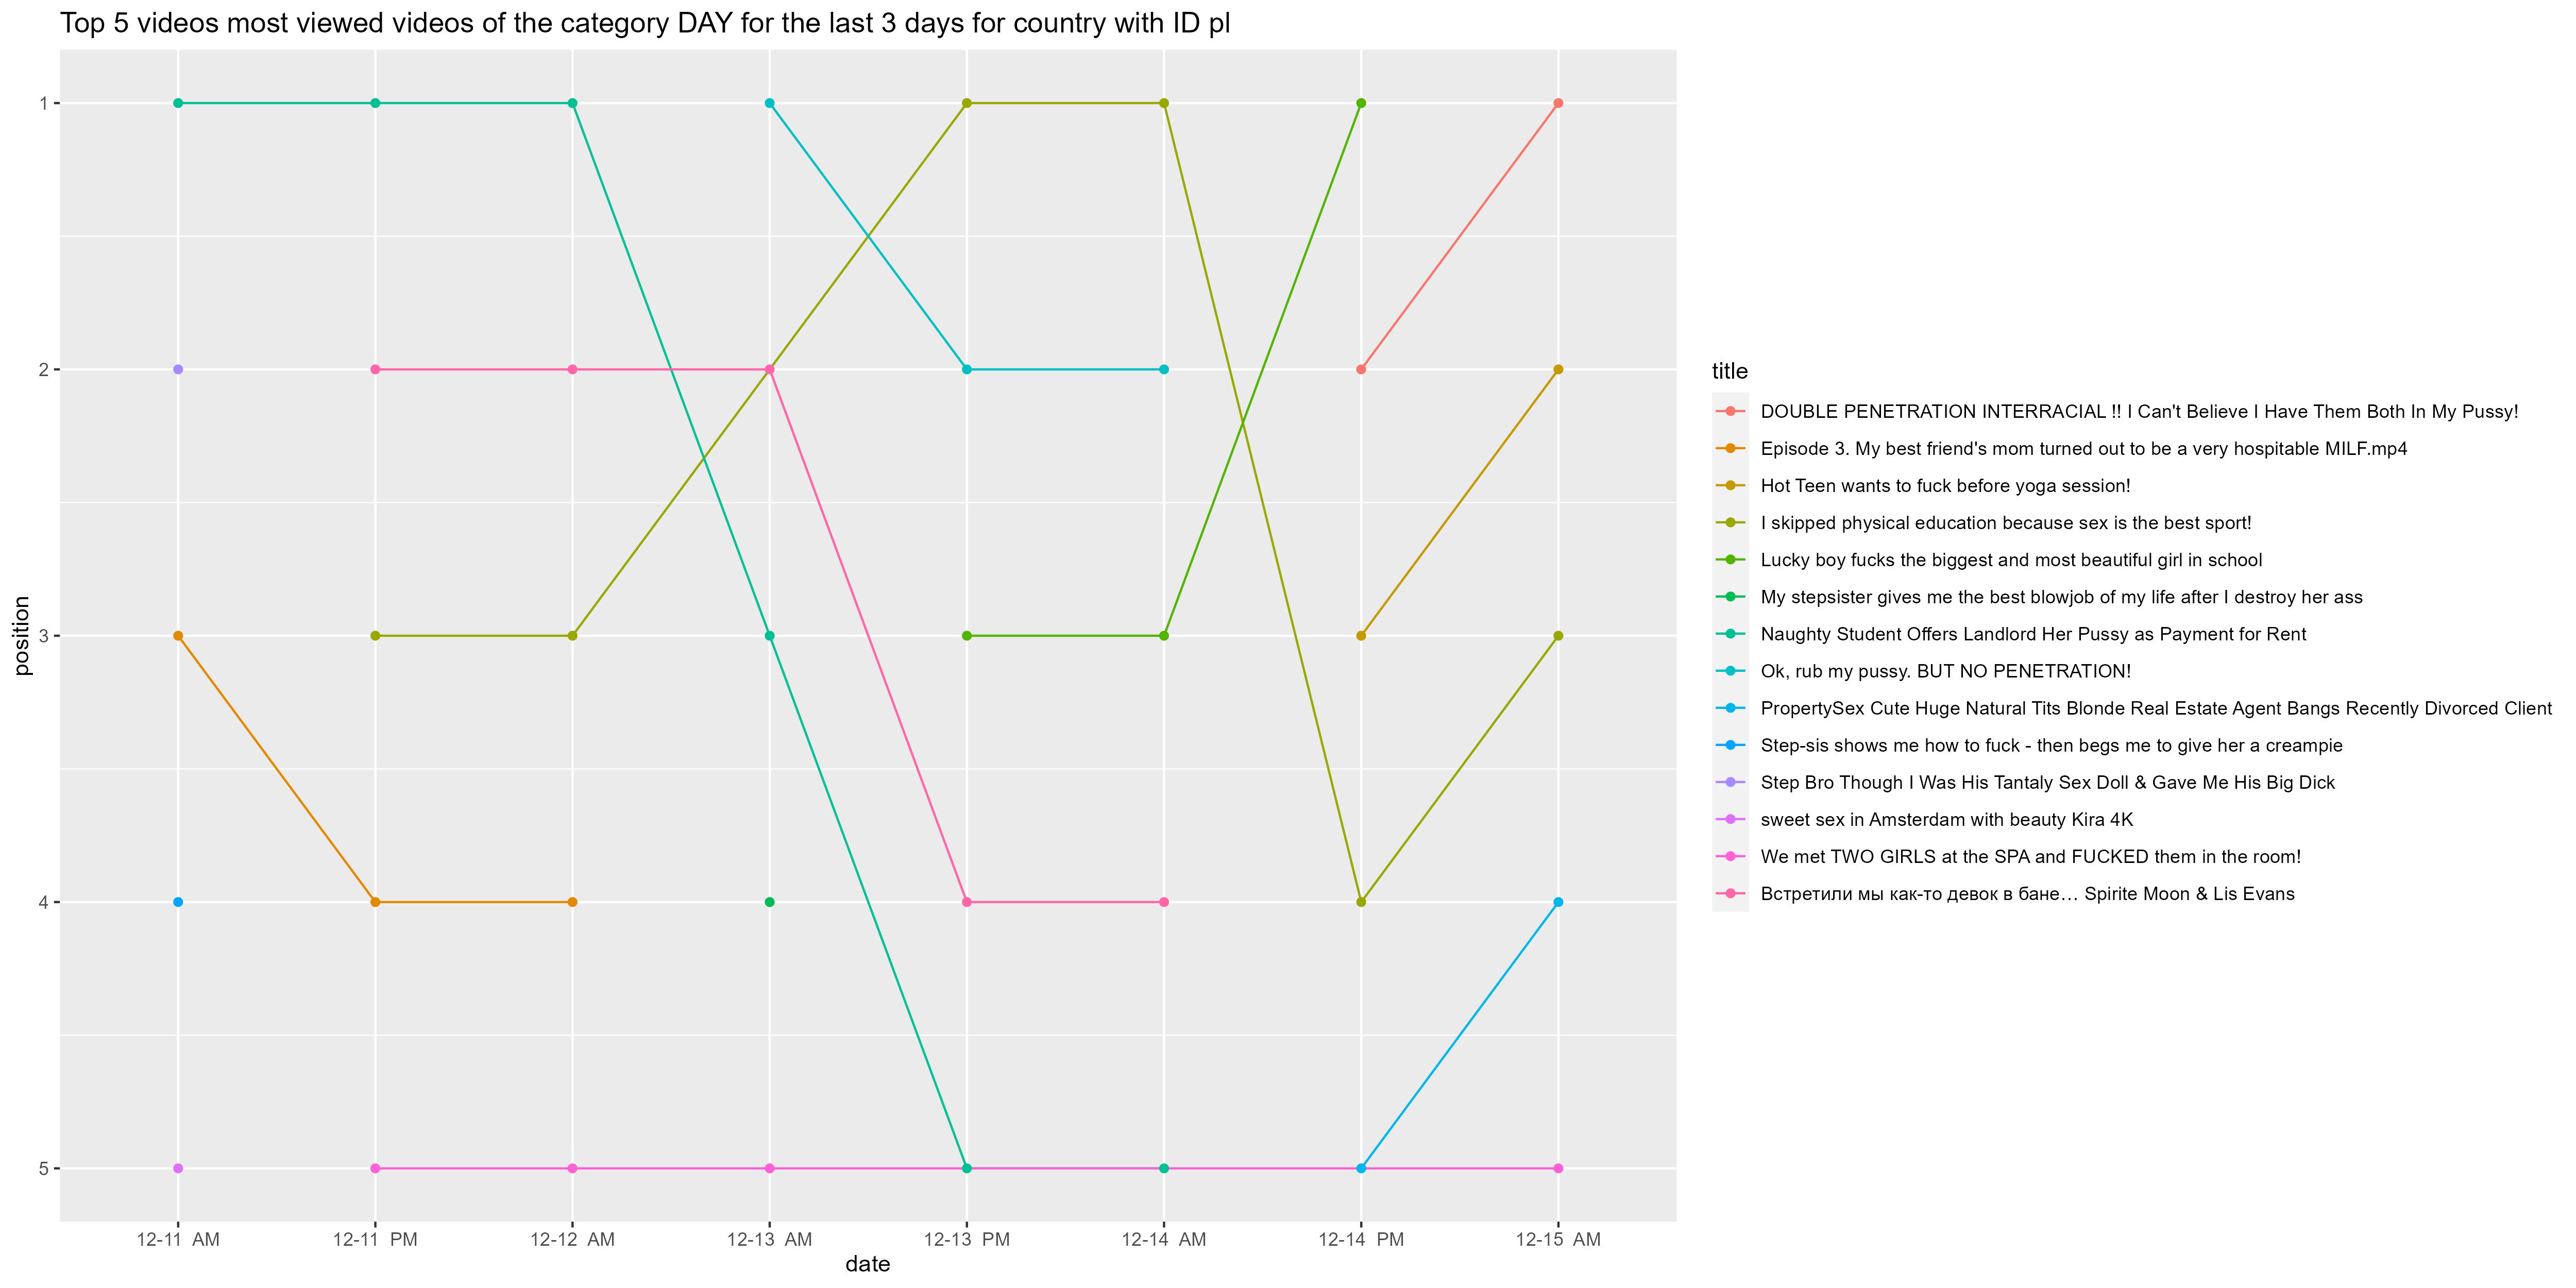 Top 5 videos most viewed videos of the category DAY for the last 3 days for country with ID pl
position
1
2
3
4
5
12-11 AM
12-11 PM
12-12 AM
12-13 AM
12-13 PM
12-14 AM
12-14 PM
12-15 AM
date
title
DOUBLE PENETRATION INTERRACIAL !! I Can't Believe I Have Them Both In My Pussy!
Episode 3. My best friend's mom turned out to be a very hospitable MILF.mp4
Hot Teen wants to fuck before yoga session!
I skipped physical education because sex is the best sport!
Lucky boy fucks the biggest and most beautiful girl in school
My stepsister gives me the best blowjob of my life after I destroy her ass
Naughty Student Offers Landlord Her Pussy as Payment for Rent
Ok, rub my pussy. BUT NO PENETRATION!
PropertySex Cute Huge Natural Tits Blonde Real Estate Agent Bangs Recently Divorced Client
Step-sis shows me how to fuck - then begs me to give her a creampie
Step Bro Though I Was His Tantaly Sex Doll & Gave Me His Big Dick
sweet sex in Amsterdam with beauty Kira 4K
We met TWO GIRLS at the SPA and FUCKED them in the room!
Встретили мы как-то девок в бане… Spirite Moon & Lis Evans